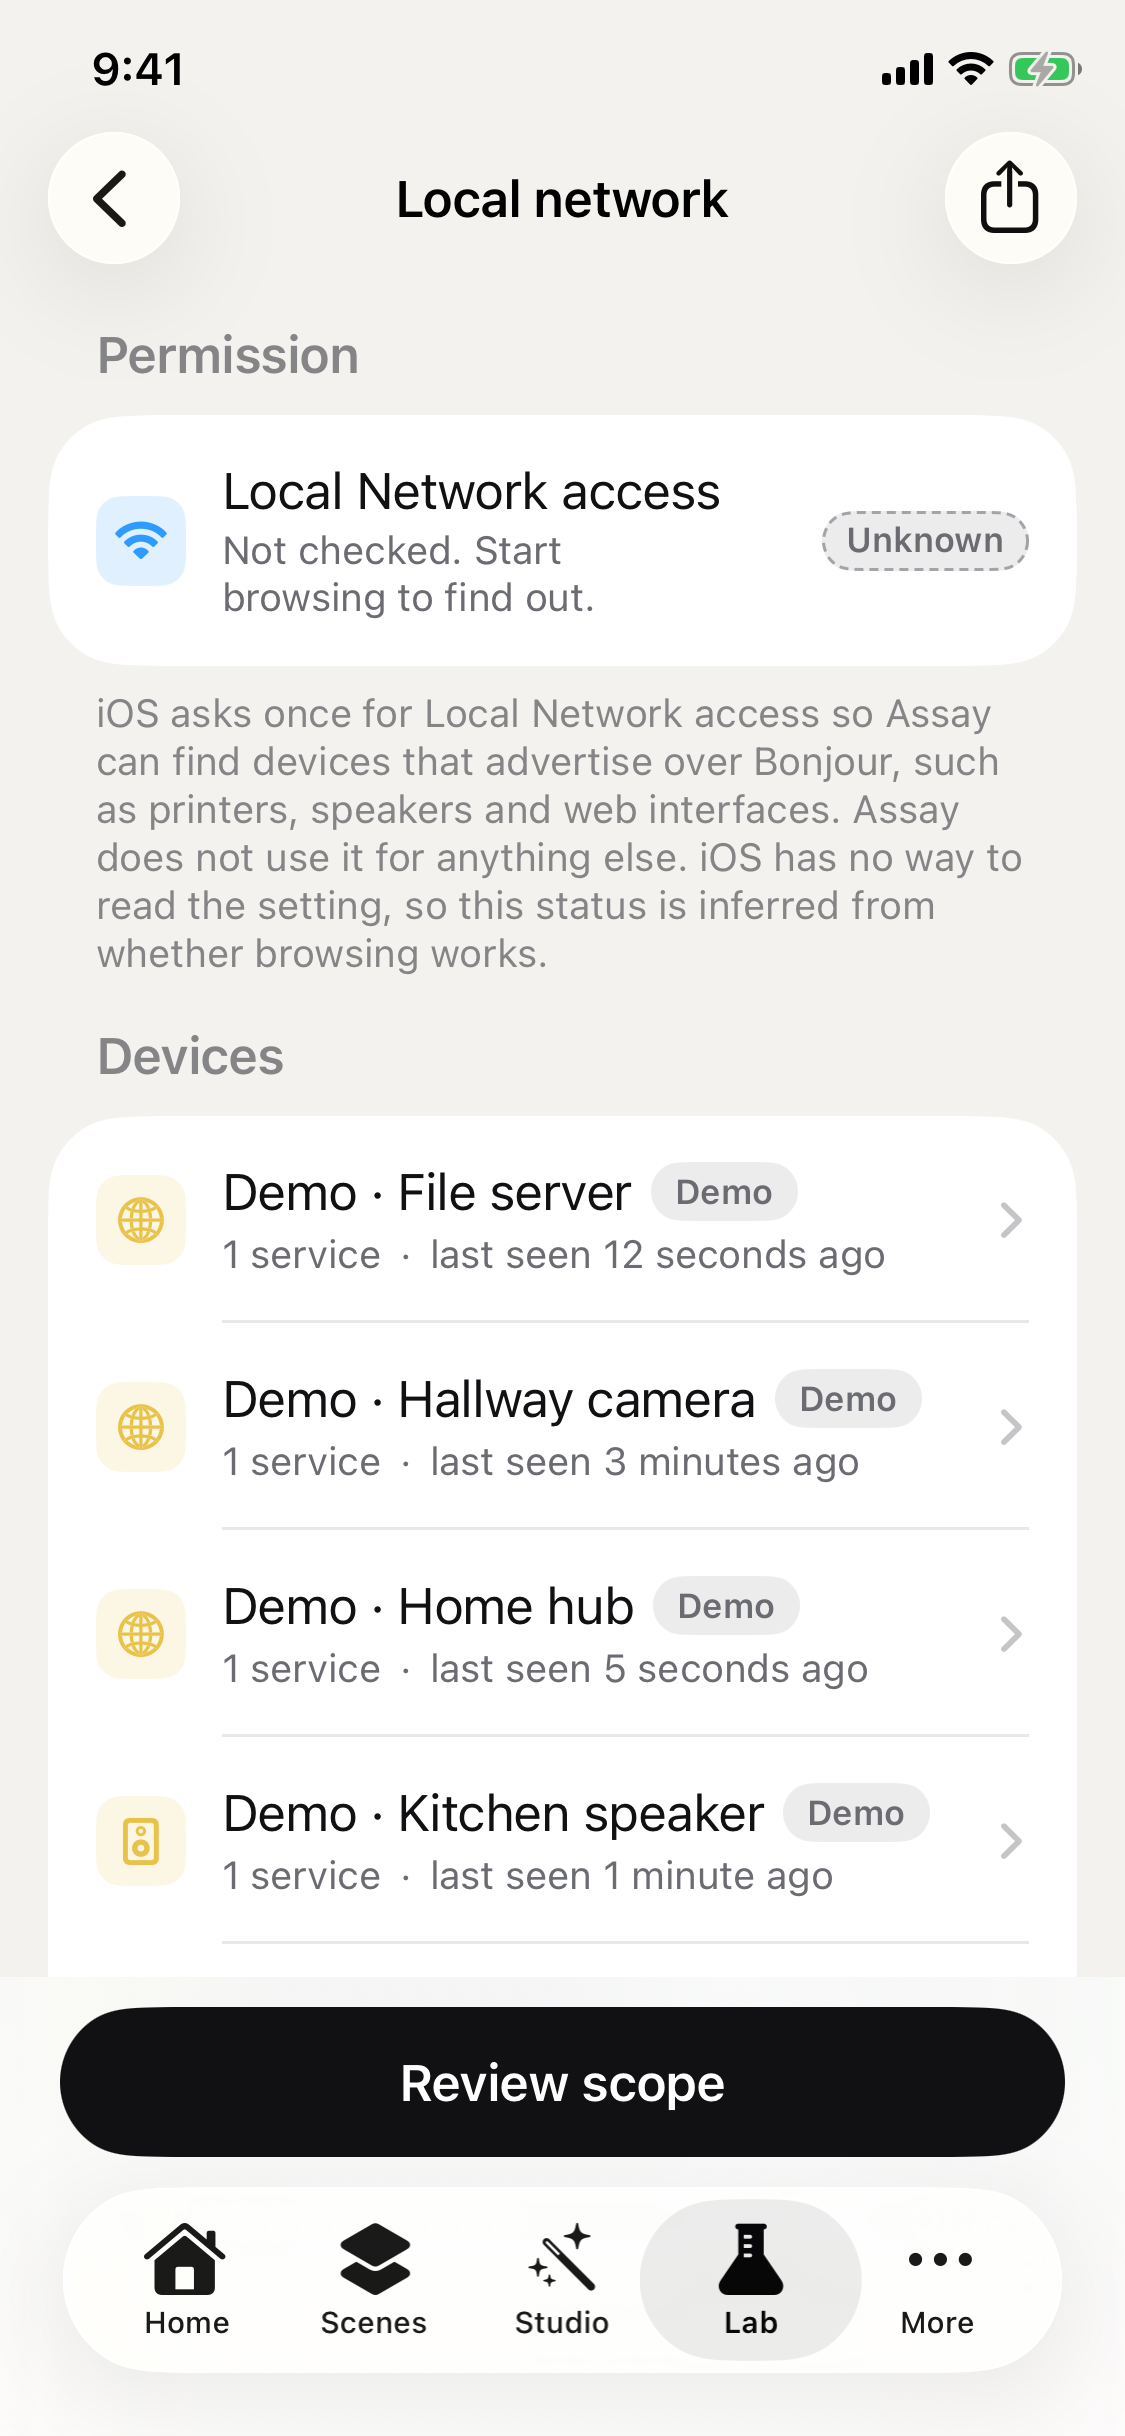 9:41
Local network
Permission
Local Network access
Not checked. Start
browsing to find out.
Unknown
iOS asks once for Local Network access so Assay
can find devices that advertise over Bonjour, such
as printers, speakers and web interfaces. Assay
does not use it for anything else. iOS has no way to
read the setting, so this status is inferred from
whether browsing works.
Devices
Demo · File server Demo
1 service · last seen 12 seconds ago
Demo · Hallway camera Demo
1 service · last seen 3 minutes ago
Demo · Home hub Demo
1 service · last seen 5 seconds ago
Demo · Kitchen speaker Demo
1 service · last seen 1 minute ago
Review scope
Home Scenes Studio Lab More